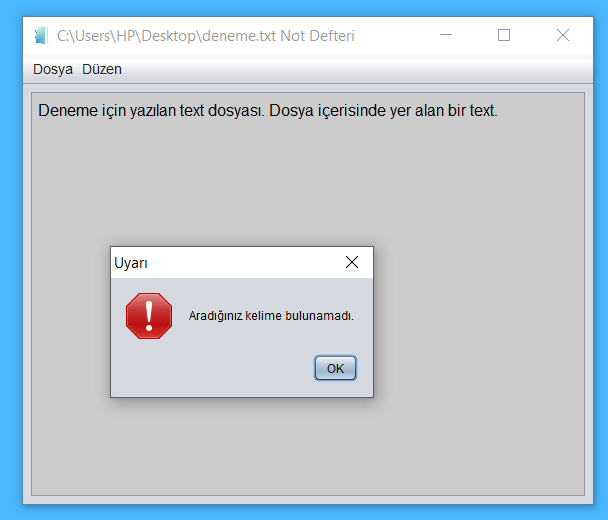 C:\Users\HP\Desktop\deneme.txt Not Defteri
Dosya Düzen
Deneme için yazılan text dosyası. Dosya içerisinde yer alan bir text.
Uyarı
Aradığınız kelime bulunamadı.
OK